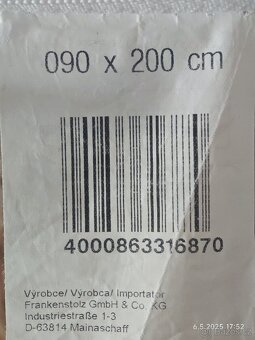 090 x 200 cm
4000863316870
Výrobce/ Výrobca/ Importator
Frankenstolz GmbH & Co. KG
Industriestraße 1-3
D-63814 Mainaschaff
6.5.2025 17:52